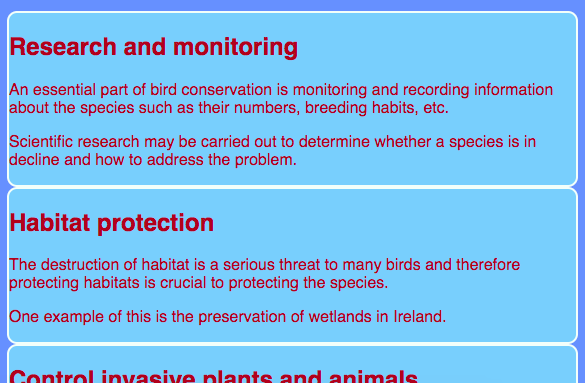 Research and monitoring
An essential part of bird conservation is monitoring and recording information
about the species such as their numbers, breeding habits, etc.
Scientific research may be carried out to determine whether a species is in
decline and how to address the problem.
Habitat protection
The destruction of habitat is a serious threat to many birds and therefore
protecting habitats is crucial to protecting the species.
One example of this is the preservation of wetlands in Ireland.
Control invasive plants and animals